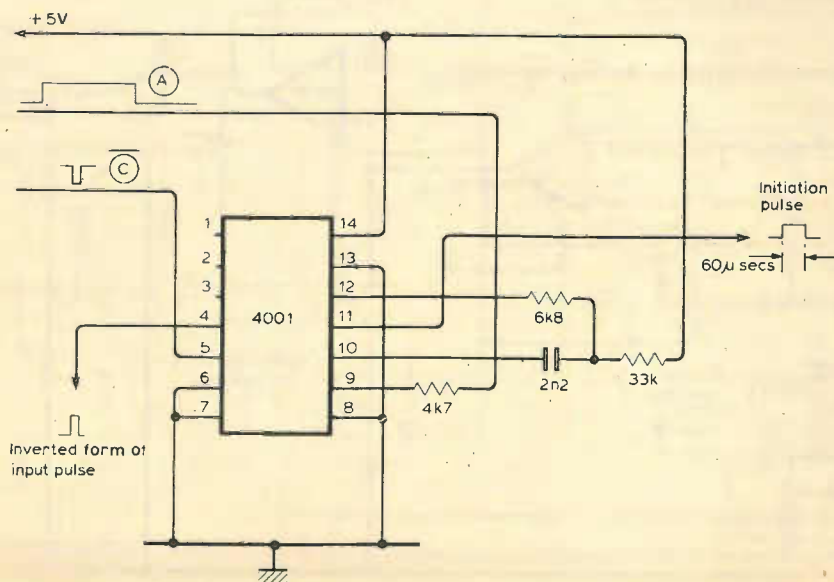 +5V
A
C
Initiation
pulse
60μ secs
1
2
3
4
5
6
7
4001
14
13
12
11
10
9
8
6k8
2n2
33k
4k7
Inverted form of
input pulse